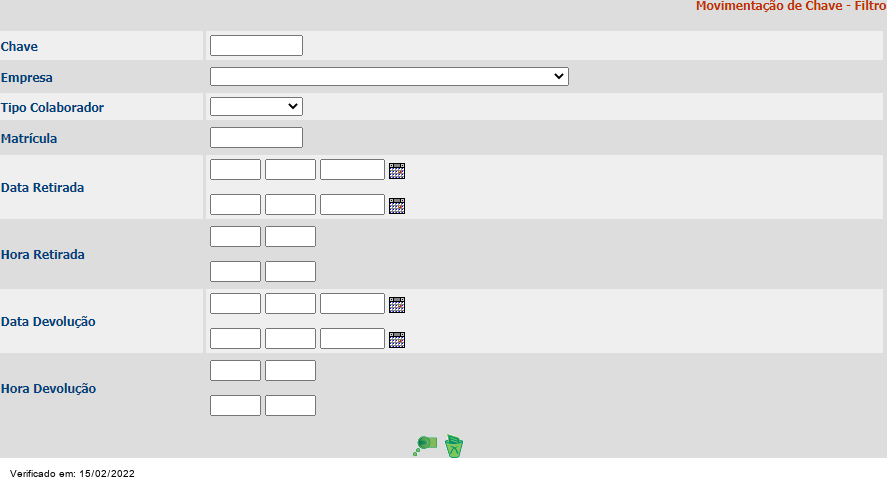 Movimentação de Chave - Filtro
Chave
Empresa
Tipo Colaborador
Matrícula
Data Retirada
Hora Retirada
Data Devolução
Hora Devolução
Verificado em: 15/02/2022